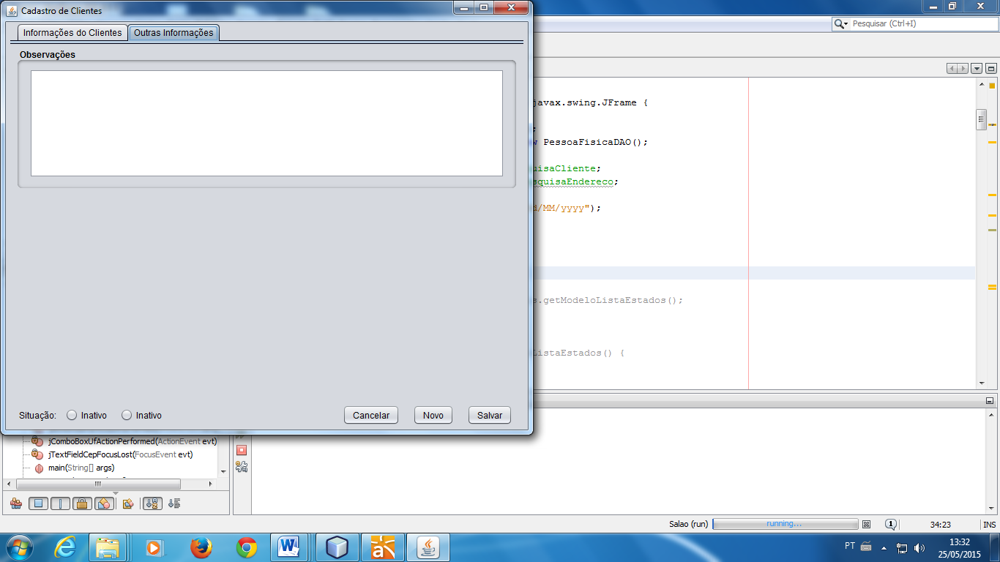 Cadastro de Clientes
Informações do Clientes
Outras Informações
Observações
Situação:
Inativo
Inativo
Cancelar
Novo
Salvar
Pesquisar (Ctrl+I)
javax.swing.JFrame {
;
w PessoaFisicaDAO();
uisaCliente;
squisaEndereco;
d/MM/yyyy");
s.getModeloListaEstados();
ListaEstados() {
jComboBoxUfActionPerformed(ActionEvent evt)
jTextFieldCepFocusLost(FocusEvent evt)
main(String[] args)
Salao (run)
running...
1
34:23
INS
PT
13:32
25/05/2015